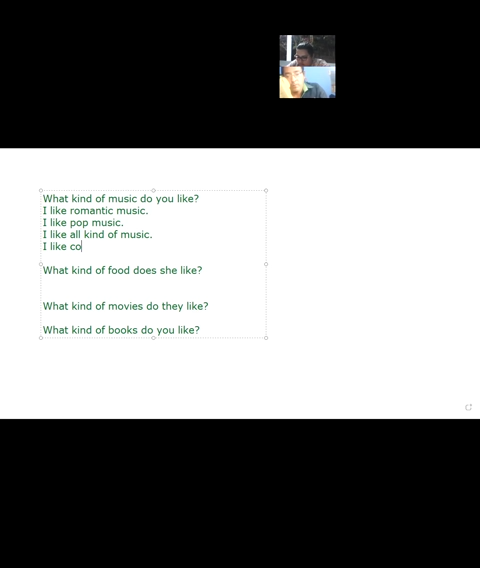 What kind of music do you like?
I like romantic music.
I like pop music.
I like all kind of music.
I like co
What kind of food does she like?
What kind of movies do they like?
What kind of books do you like?